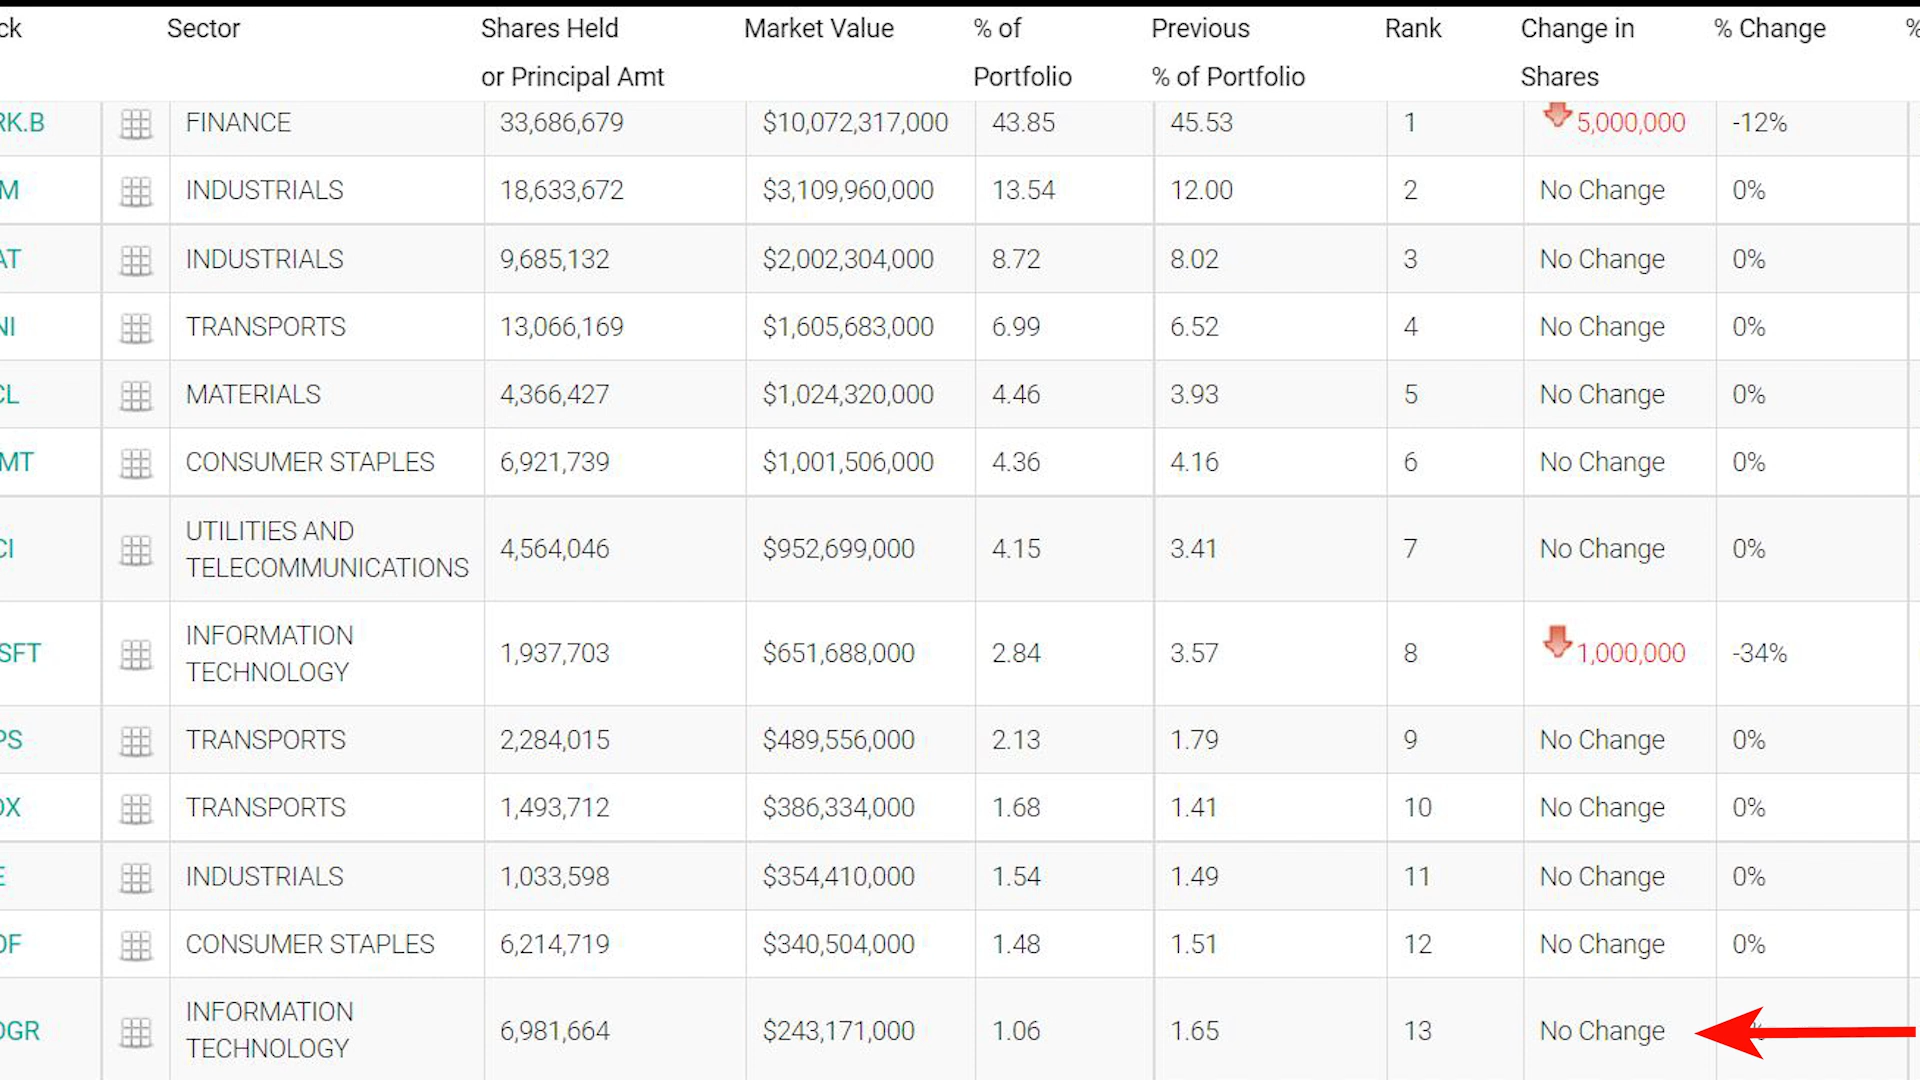 ck Sector Shares Held Market Value % of Previous Rank Change in % Change %
or Principal Amt Portfolio % of Portfolio Shares
RK.B FINANCE 33,686,679 $10,072,317,000 43.85 45.53 1 5,000,000 -12%
M INDUSTRIALS 18,633,672 $3,109,960,000 13.54 12.00 2 No Change 0%
AT INDUSTRIALS 9,685,132 $2,002,304,000 8.72 8.02 3 No Change 0%
NI TRANSPORTS 13,066,169 $1,605,683,000 6.99 6.52 4 No Change 0%
CL MATERIALS 4,366,427 $1,024,320,000 4.46 3.93 5 No Change 0%
MT CONSUMER STAPLES 6,921,739 $1,001,506,000 4.36 4.16 6 No Change 0%
UTILITIES AND
CI TELECOMMUNICATIONS 4,564,046 $952,699,000 4.15 3.41 7 No Change 0%
INFORMATION
SFT TECHNOLOGY 1,937,703 $651,688,000 2.84 3.57 8 1,000,000 -34%
PS TRANSPORTS 2,284,015 $489,556,000 2.13 1.79 9 No Change 0%
DX TRANSPORTS 1,493,712 $386,334,000 1.68 1.41 10 No Change 0%
E INDUSTRIALS 1,033,598 $354,410,000 1.54 1.49 11 No Change 0%
OF CONSUMER STAPLES 6,214,719 $340,504,000 1.48 1.51 12 No Change 0%
INFORMATION
OGR TECHNOLOGY 6,981,664 $243,171,000 1.06 1.65 13 No Change